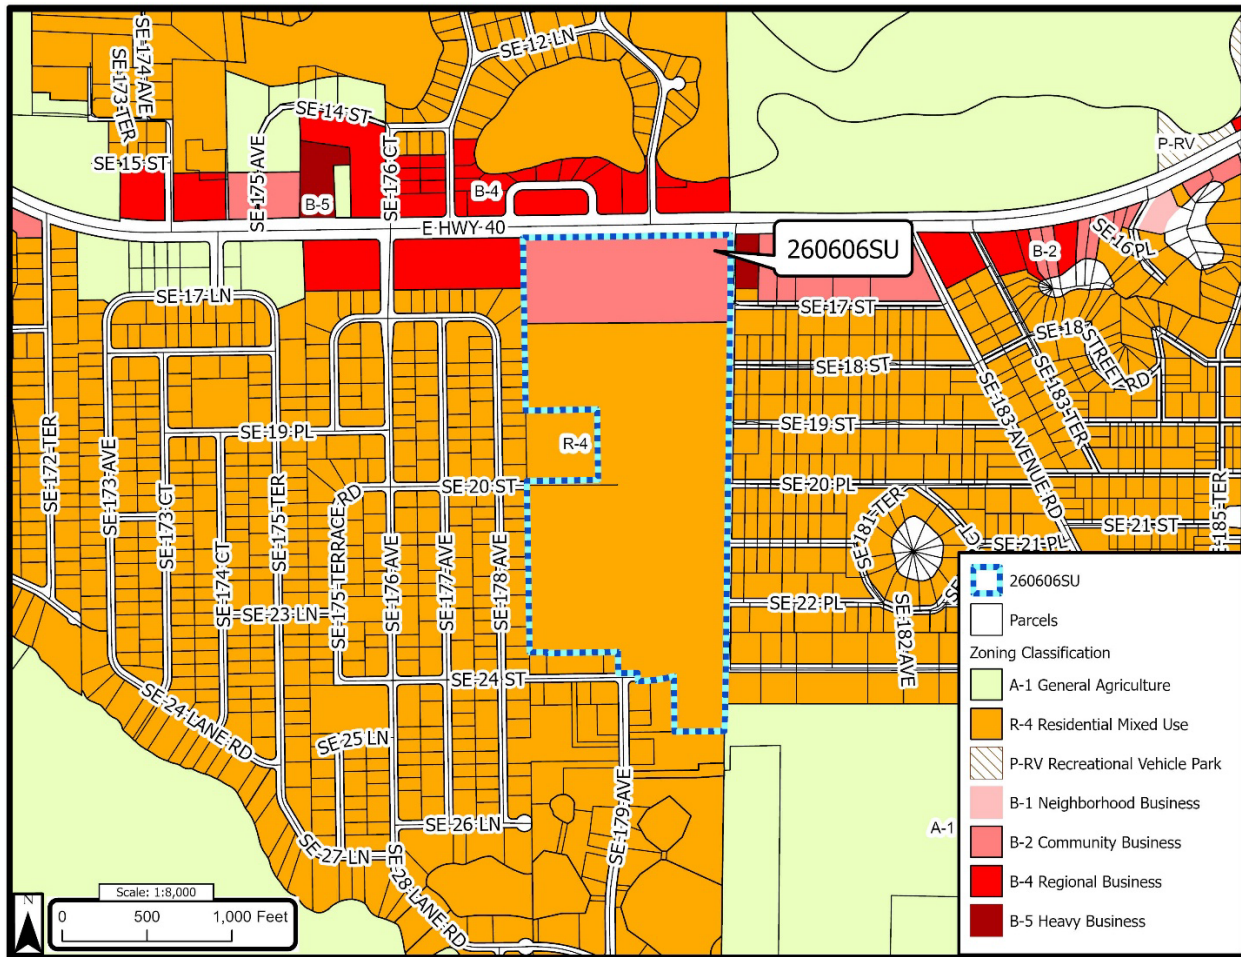 SE 174 AVE
SE 173 TER
SE 15 ST
SE 175 AVE
SE 14 ST
SE 176 CT
SE 12 LN
B-5
B-4
P-RV
E HWY 40
260606SU
B-2
SE 16 PL
SE 17 LN
SE 17 ST
SE 18 ST
SE 18
STREET RD
SE 183 TER
SE 183 AVENUE RD
SE 19 PL
R-4
SE 19 ST
SE 172 TER
SE 173 AVE
SE 173 CT
SE 174 CT
SE 175 TER
SE 175 TERRACE RD
SE 20 ST
SE 176 AVE
SE 177 AVE
SE 178 AVE
SE 20 PL
SE 181 TER
CT
SE 21 ST
SE 21 PL
SE 185 TER
SE 22 PL
SE 182 AVE
SE 23 LN
SE 24 ST
SE 24 LANE RD
SE 25 LN
SE 179 AVE
SE 26 LN
SE 27 LN
SE 28 LANE RD
A-1
260606SU
Parcels
Zoning Classification
A-1 General Agriculture
R-4 Residential Mixed Use
P-RV Recreational Vehicle Park
B-1 Neighborhood Business
B-2 Community Business
B-4 Regional Business
B-5 Heavy Business
N
Scale: 1:8,000
0 500 1,000 Feet